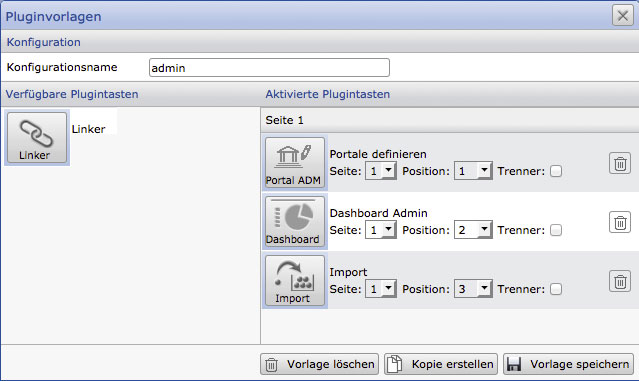 Pluginvorlagen
Konfiguration
Konfigurationsname admin
Verfügbare Plugintasten
Linker
Linker
Aktivierte Plugintasten
Seite 1
Portal ADM
Portale definieren
Seite: 1 Position: 1 Trenner:
Dashboard
Dashboard Admin
Seite: 1 Position: 2 Trenner:
Import
Import
Seite: 1 Position: 3 Trenner:
Vorlage löschen Kopie erstellen Vorlage speichern